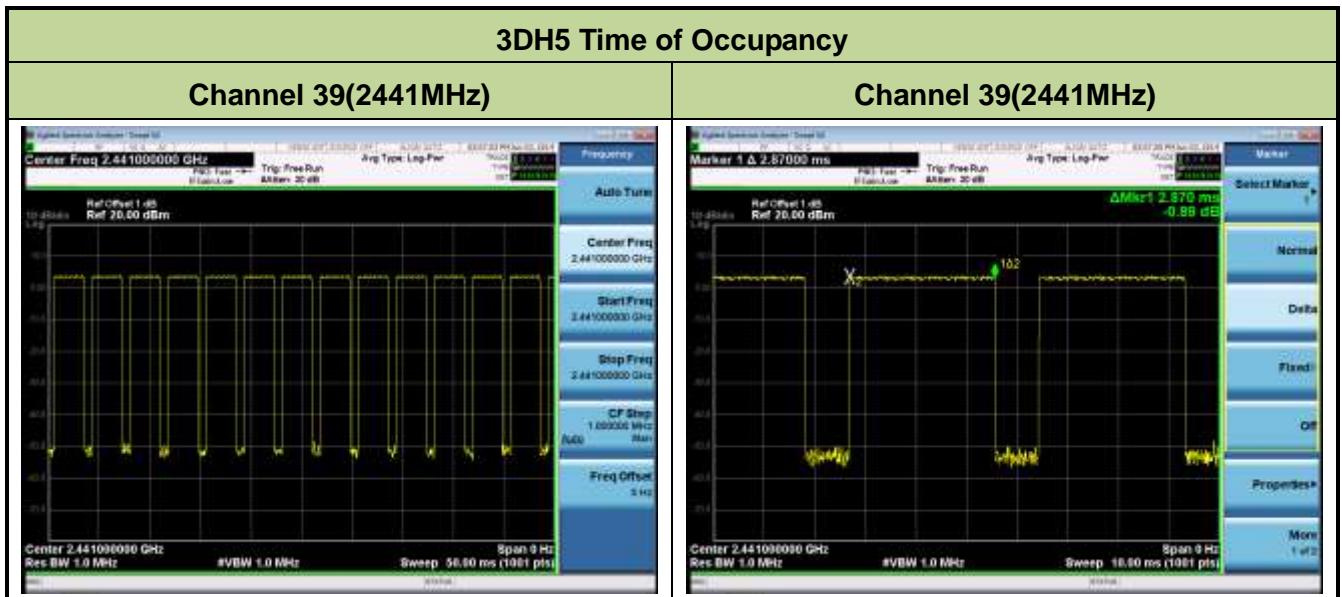 3DH5 Time of Occupancy
Channel 39(2441MHz)
Channel 39(2441MHz)
Center Freq 2.441000000 GHz
Trig: Free Run
Avg Type: Log-Pwr
Ref Offset 1 dB
Ref 20.00 dBm
Center 2.441000000 GHz
Span 0 Hz
Res BW 1.0 MHz
#VBW 1.0 MHz
Sweep 50.00 ms (1001 pts)
Frequency
Auto Tune
Center Freq
2.441000000 GHz
Start Freq
2.441000000 GHz
Stop Freq
2.441000000 GHz
CF Step
1.000000 MHz
Auto Man
Freq Offset
0 Hz
Marker 1 Δ 2.87000 ms
Trig: Free Run
Avg Type: Log-Pwr
ΔMkr1 2.870 ms
Ref Offset 1 dB
Ref 20.00 dBm
1Δ2
Center 2.441000000 GHz
Span 0 Hz
Res BW 1.0 MHz
#VBW 1.0 MHz
Sweep 10.00 ms (1001 pts)
Marker
Select Marker
1
Normal
Delta
Fixed
Off
Properties
More
1 of 2